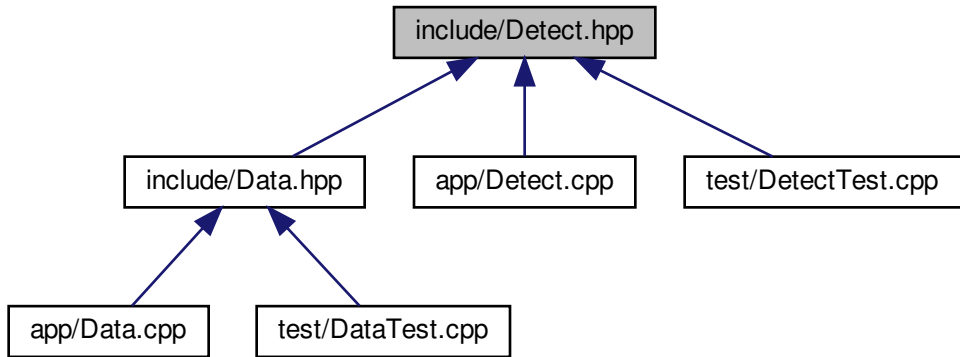 include/Detect.hpp
include/Data.hpp
app/Detect.cpp
test/DetectTest.cpp
app/Data.cpp
test/DataTest.cpp